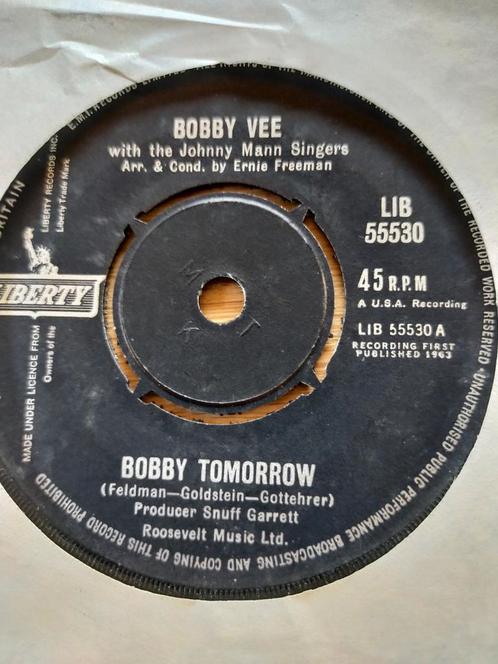 BOBBY VEE
with the Johnny Mann Singers
Arr. & Cond. by Ernie Freeman
LIB
55530
45 R.P.M
A U.S.A. Recording
LIB 55530 A
RECORDING FIRST
PUBLISHED 1963
LIBERTY
LIBERTY RECORDS INC.
Liberty Trade Mark
MADE UNDER LICENCE FROM
Owners of the
BOBBY TOMORROW
(Feldman—Goldstein—Gottehrer)
Producer Snuff Garrett
Roosevelt Music Ltd.
BRITAIN
E.M.I. RECORDS
OF THE RECORDED WORK RESERVED · UNAUTHORISED PUBLIC PERFORMANCE BROADCASTING AND COPYING OF THIS RECORD PROHIBITED